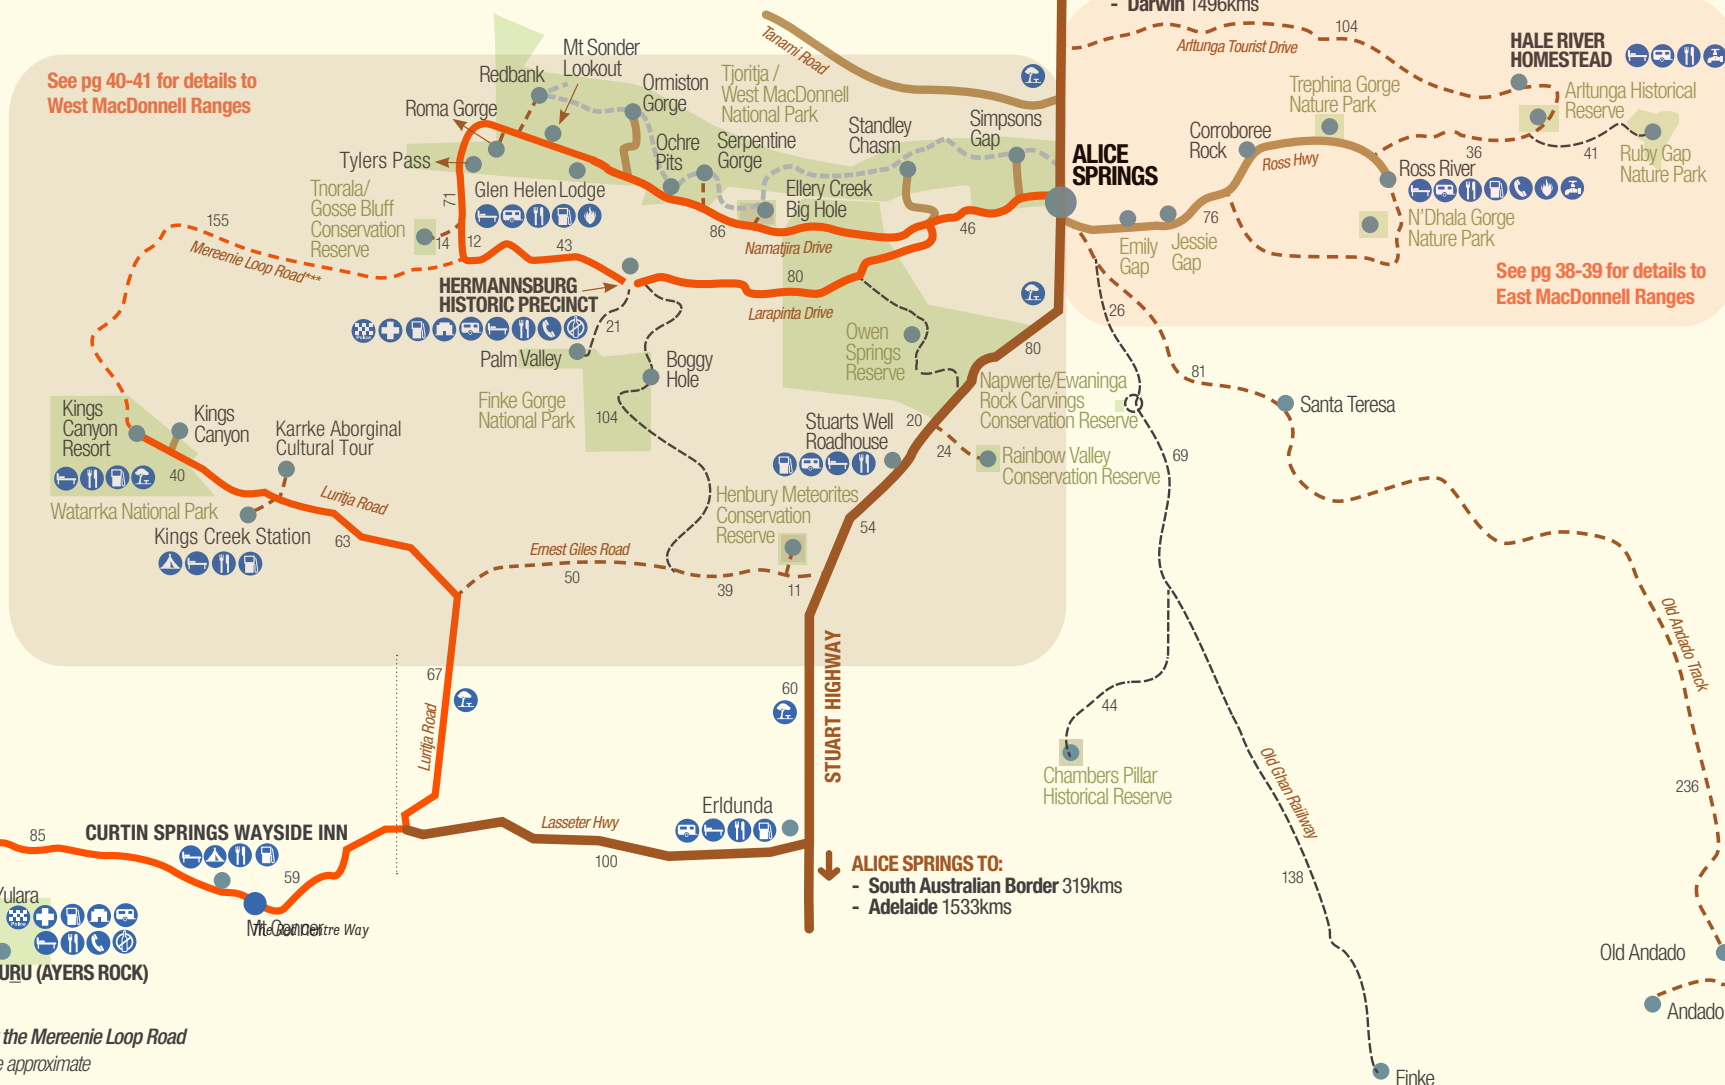 - Darwin 1496kms
104
Arltunga Tourist Drive
Tanami Road
HALE RIVER
HOMESTEAD
See pg 40-41 for details to
West MacDonnell Ranges
Mt Sonder
Lookout
Redbank
Ormiston
Gorge
Tjoritja /
West MacDonnell
National Park
Roma Gorge
Trephina Gorge
Nature Park
Arltunga Historical
Reserve
Simpsons
Gap
Standley
Chasm
Corroboree
Rock
Ochre
Pits
Serpentine
Gorge
Tylers Pass
ALICE
SPRINGS
Ross Hwy
36
41
Ruby Gap
Nature Park
Ross River
Tnorala/
Gosse Bluff
Conservation
Reserve
71
Glen Helen Lodge
Ellery Creek
Big Hole
155
14
12
43
86
46
76
Emily
Gap
Jessie
Gap
N'Dhala Gorge
Nature Park
Mereenie Loop Road***
Namatjira Drive
See pg 38-39 for details to
East MacDonnell Ranges
HERMANNSBURG
HISTORIC PRECINCT
80
Larapinta Drive
26
Police
21
Owen
Springs
Reserve
80
Palm Valley
Boggy
Hole
81
Napwerte/Ewaninga
Rock Carvings
Conservation Reserve
Santa Teresa
Finke Gorge
National Park
104
Kings
Canyon
Resort
Kings
Canyon
Karrke Aborginal
Cultural Tour
Stuarts Well
Roadhouse
20
24
Rainbow Valley
Conservation Reserve
69
40
Luritja Road
Watarrka National Park
Henbury Meteorites
Conservation
Reserve
54
Kings Creek Station
63
Ernest Giles Road
50
39
11
Old Andado Track
67
60
STUART HIGHWAY
Luritja Road
44
Chambers Pillar
Historical Reserve
Old Ghan Railway
236
Erldunda
Lasseter Hwy
100
85
CURTIN SPRINGS WAYSIDE INN
59
ALICE SPRINGS TO:
- South Australian Border 319kms
- Adelaide 1533kms
138
Yulara
Police
Mt Conner
The Red Centre Way
Old Andado
URU (AYERS ROCK)
Andado
the Mereenie Loop Road
e approximate
Finke